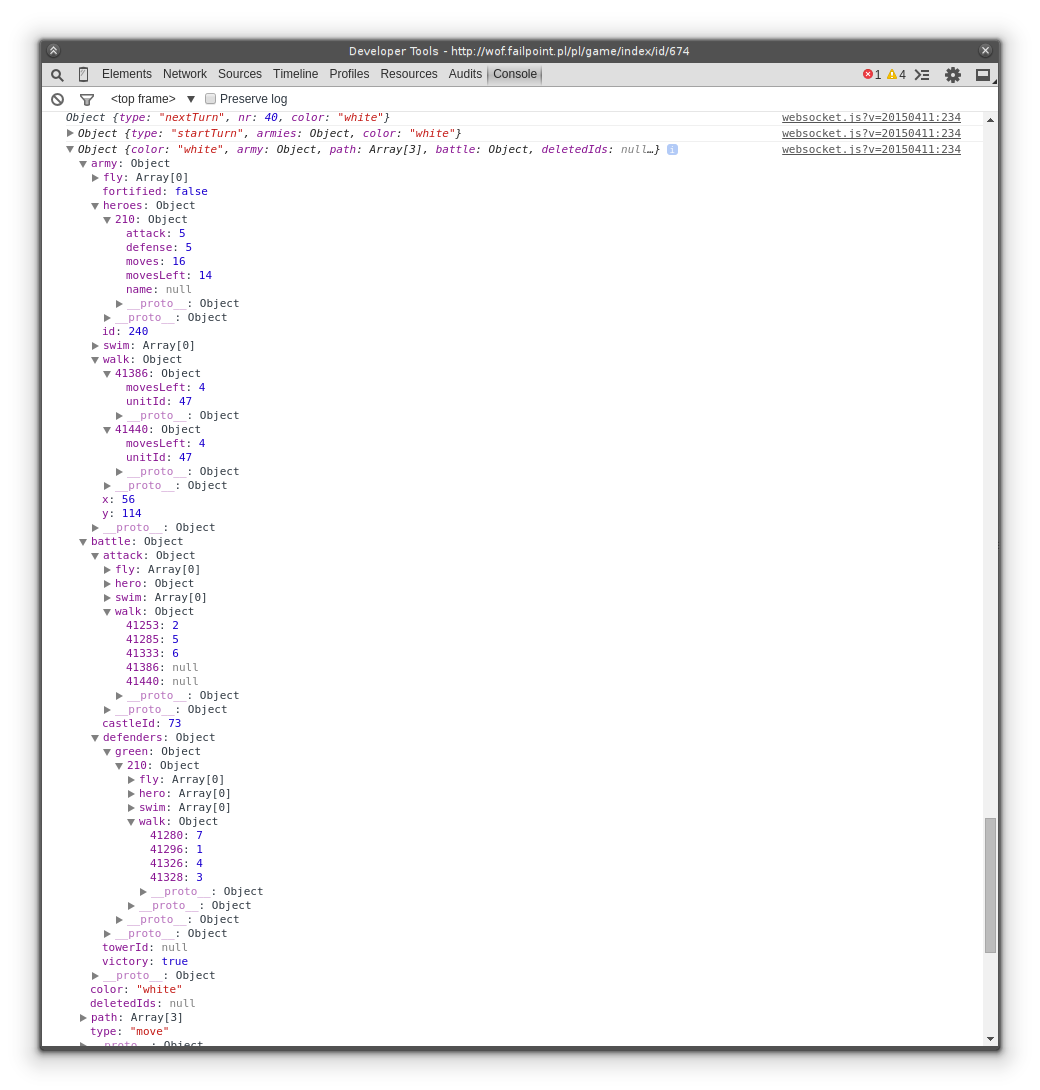 Developer Tools - http://wof.failpoint.pl/pl/game/index/id/674
Elements Network Sources Timeline Profiles Resources Audits Console 1 4
<top frame> Preserve log
Object {type: "nextTurn", nr: 40, color: "white"} websocket.js?v=20150411:234
Object {type: "startTurn", armies: Object, color: "white"} websocket.js?v=20150411:234
Object {color: "white", army: Object, path: Array[3], battle: Object, deletedIds: null…} websocket.js?v=20150411:234
army: Object
fly: Array[0]
fortified: false
heroes: Object
210: Object
attack: 5
defense: 5
moves: 16
movesLeft: 14
name: null
__proto__: Object
__proto__: Object
id: 240
swim: Array[0]
walk: Object
41386: Object
movesLeft: 4
unitId: 47
__proto__: Object
41440: Object
movesLeft: 4
unitId: 47
__proto__: Object
__proto__: Object
x: 56
y: 114
__proto__: Object
battle: Object
attack: Object
fly: Array[0]
hero: Object
swim: Array[0]
walk: Object
41253: 2
41285: 5
41333: 6
41386: null
41440: null
__proto__: Object
__proto__: Object
castleId: 73
defenders: Object
green: Object
210: Object
fly: Array[0]
hero: Array[0]
swim: Array[0]
walk: Object
41280: 7
41296: 1
41326: 4
41328: 3
__proto__: Object
__proto__: Object
__proto__: Object
__proto__: Object
towerId: null
victory: true
__proto__: Object
color: "white"
deletedIds: null
path: Array[3]
type: "move"
__proto__: Object